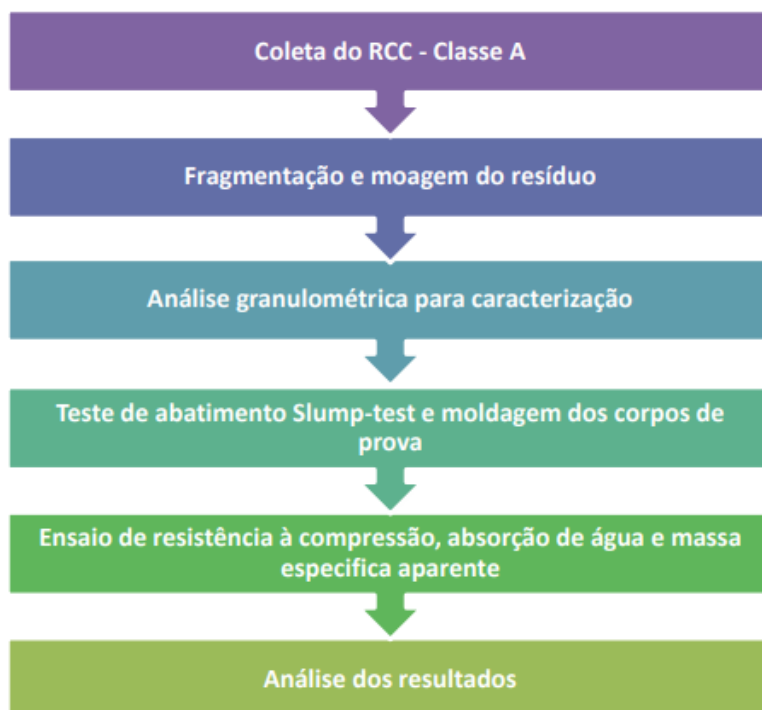 Coleta do RCC - Classe A
Fragmentação e moagem do resíduo
Análise granulométrica para caracterização
Teste de abatimento Slump-test e moldagem dos corpos de
prova
Ensaio de resistência à compressão, absorção de água e massa
especifica aparente
Análise dos resultados